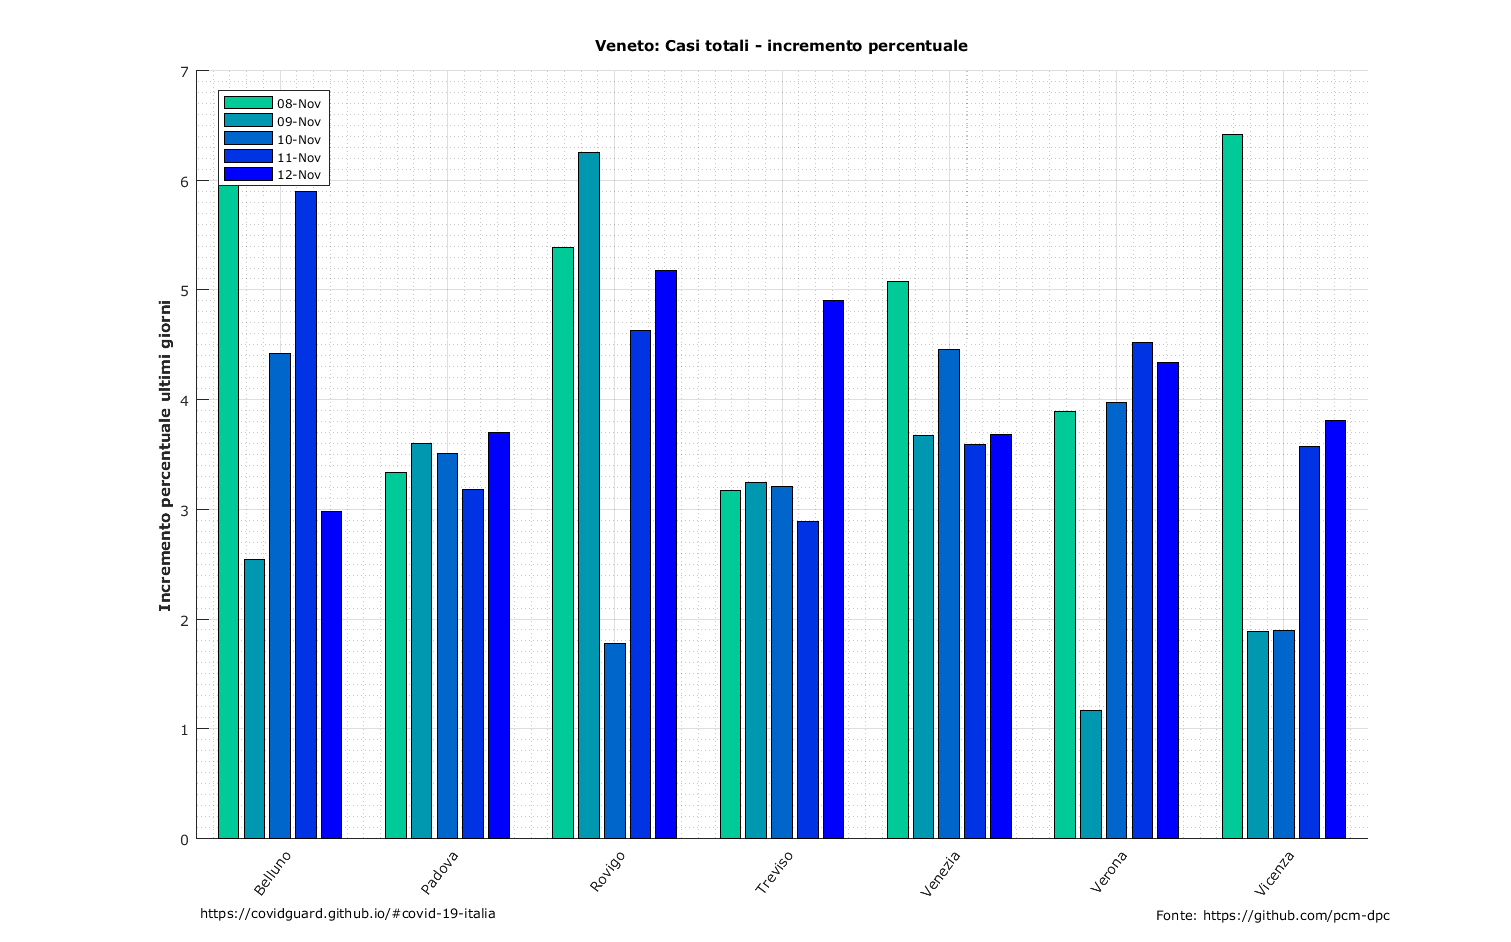 Veneto: Casi totali - incremento percentuale
Incremento percentuale ultimi giorni
7
6
5
4
3
2
1
0
08-Nov
09-Nov
10-Nov
11-Nov
12-Nov
Belluno
Padova
Rovigo
Treviso
Venezia
Verona
Vicenza
https://covidguard.github.io/#covid-19-italia
Fonte: https://github.com/pcm-dpc